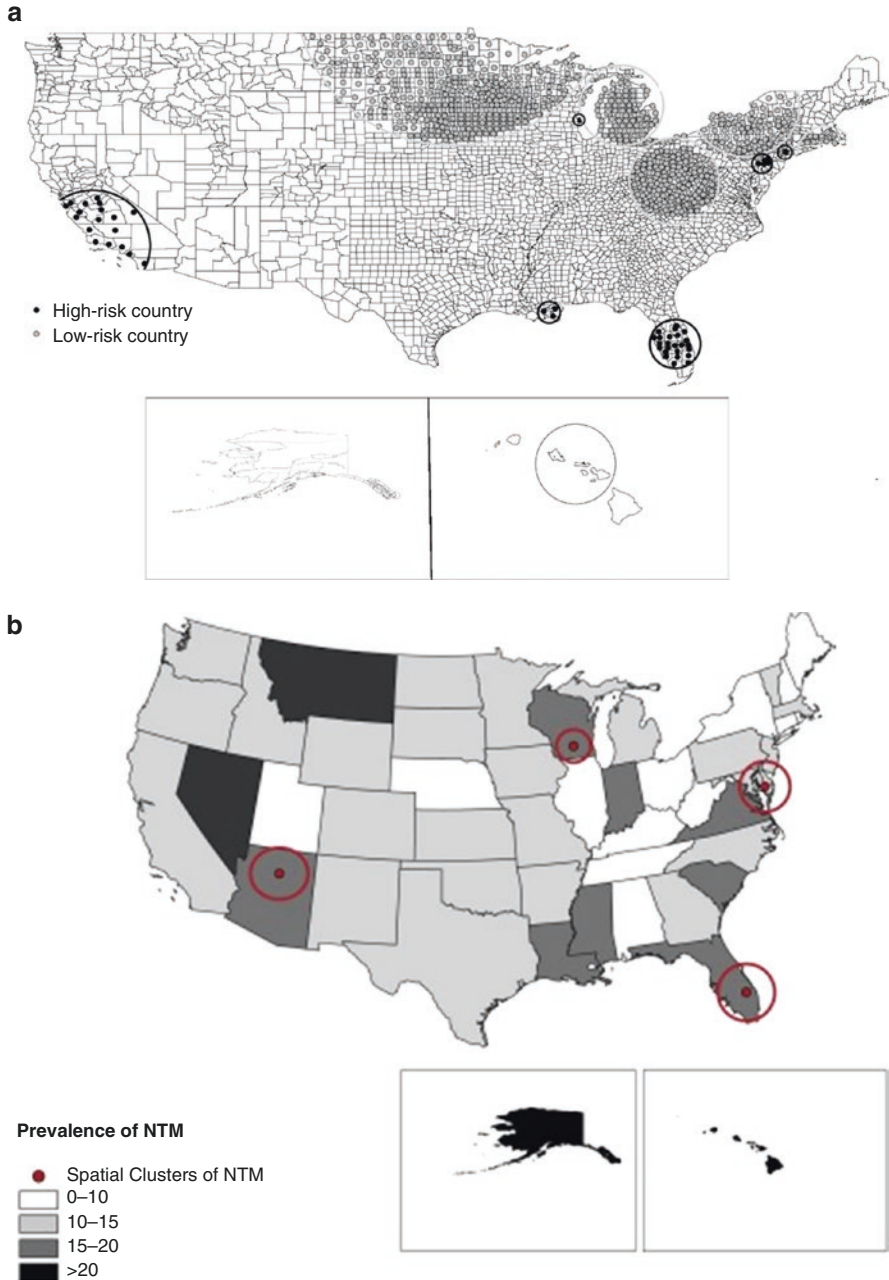 a
High-risk country
Low-risk country
b
Prevalence of NTM
Spatial Clusters of NTM
0–10
10–15
15–20
>20